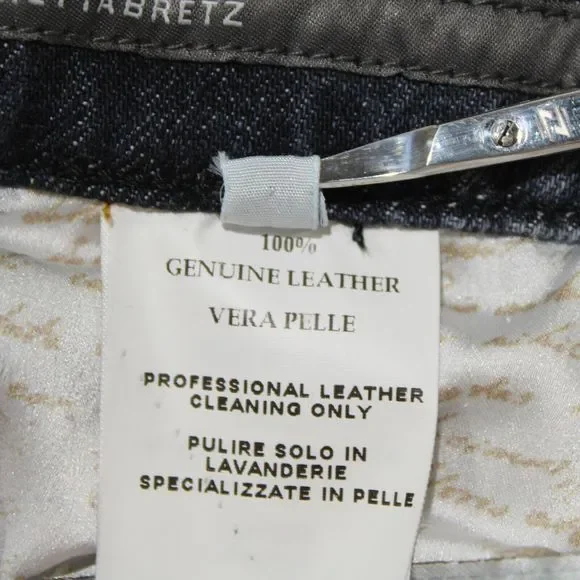 100%
GENUINE LEATHER
VERA PELLE
PROFESSIONAL LEATHER
CLEANING ONLY
PULIRE SOLO IN
LAVANDERIE
SPECIALIZZATE IN PELLE